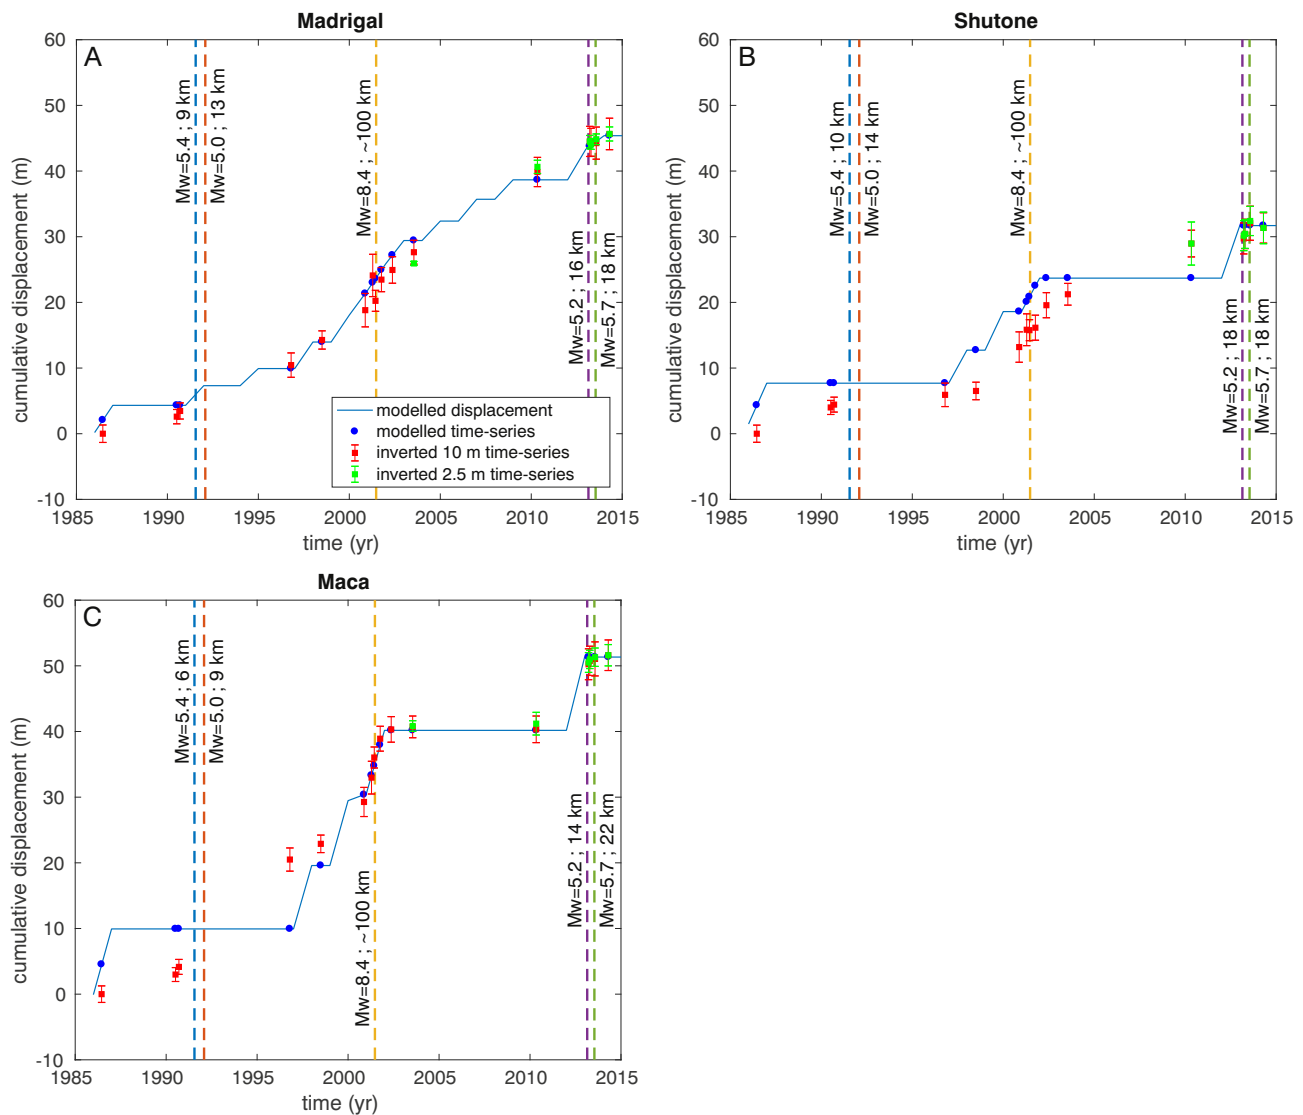 Madrigal
A
60
50
40
30
20
10
0
-10
cumulative displacement (m)
Mw=5.4 ; 9 km
Mw=5.0 ; 13 km
Mw=8.4 ; ~100 km
Mw=5.2 ; 16 km
Mw=5.7 ; 18 km
modelled displacement
modelled time-series
inverted 10 m time-series
inverted 2.5 m time-series
1985 1990 1995 2000 2005 2010 2015
time (yr)
Shutone
B
60
50
40
30
20
10
0
-10
cumulative displacement (m)
Mw=5.4 ; 10 km
Mw=5.0 ; 14 km
Mw=8.4 ; ~100 km
Mw=5.2 ; 18 km
Mw=5.7 ; 18 km
1985 1990 1995 2000 2005 2010 2015
time (yr)
Maca
C
60
50
40
30
20
10
0
-10
cumulative displacement (m)
Mw=5.4 ; 6 km
Mw=5.0 ; 9 km
Mw=8.4 ; ~100 km
Mw=5.2 ; 14 km
Mw=5.7 ; 22 km
1985 1990 1995 2000 2005 2010 2015
time (yr)